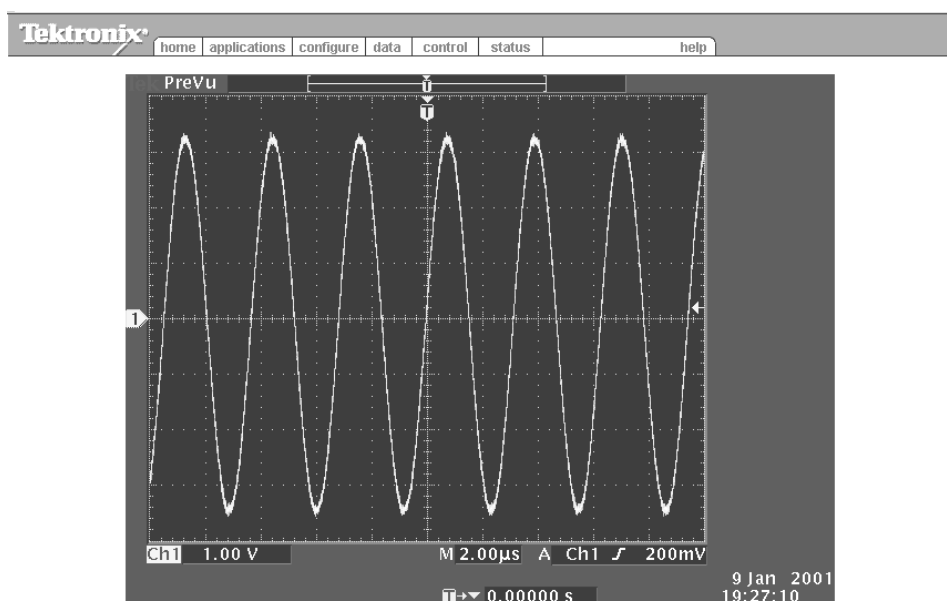 Tektronix
home applications configure data control status help
Tek PreVu
T
T
1
Ch1 1.00 V M 2.00µs A Ch1 200mV
T 0.00000 s
9 Jan 2001
19:27:10